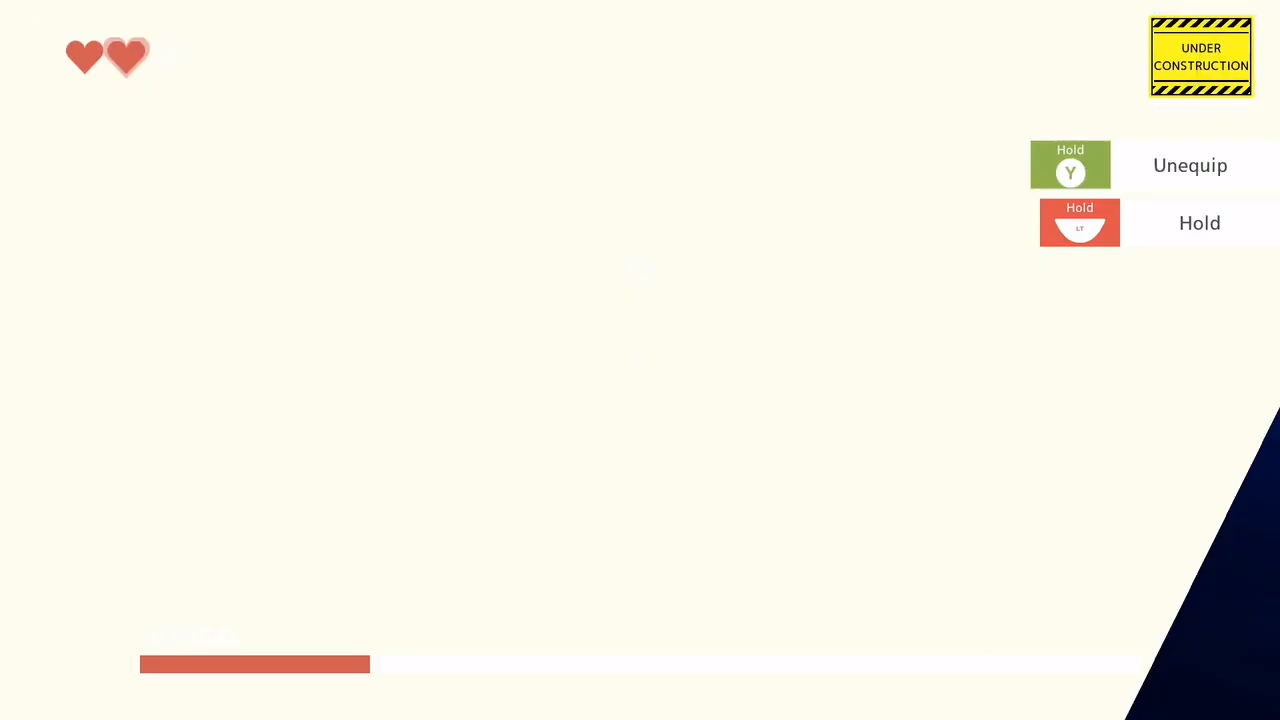 UNDER
CONSTRUCTION
Hold
Y
Unequip
Hold
LT
Hold